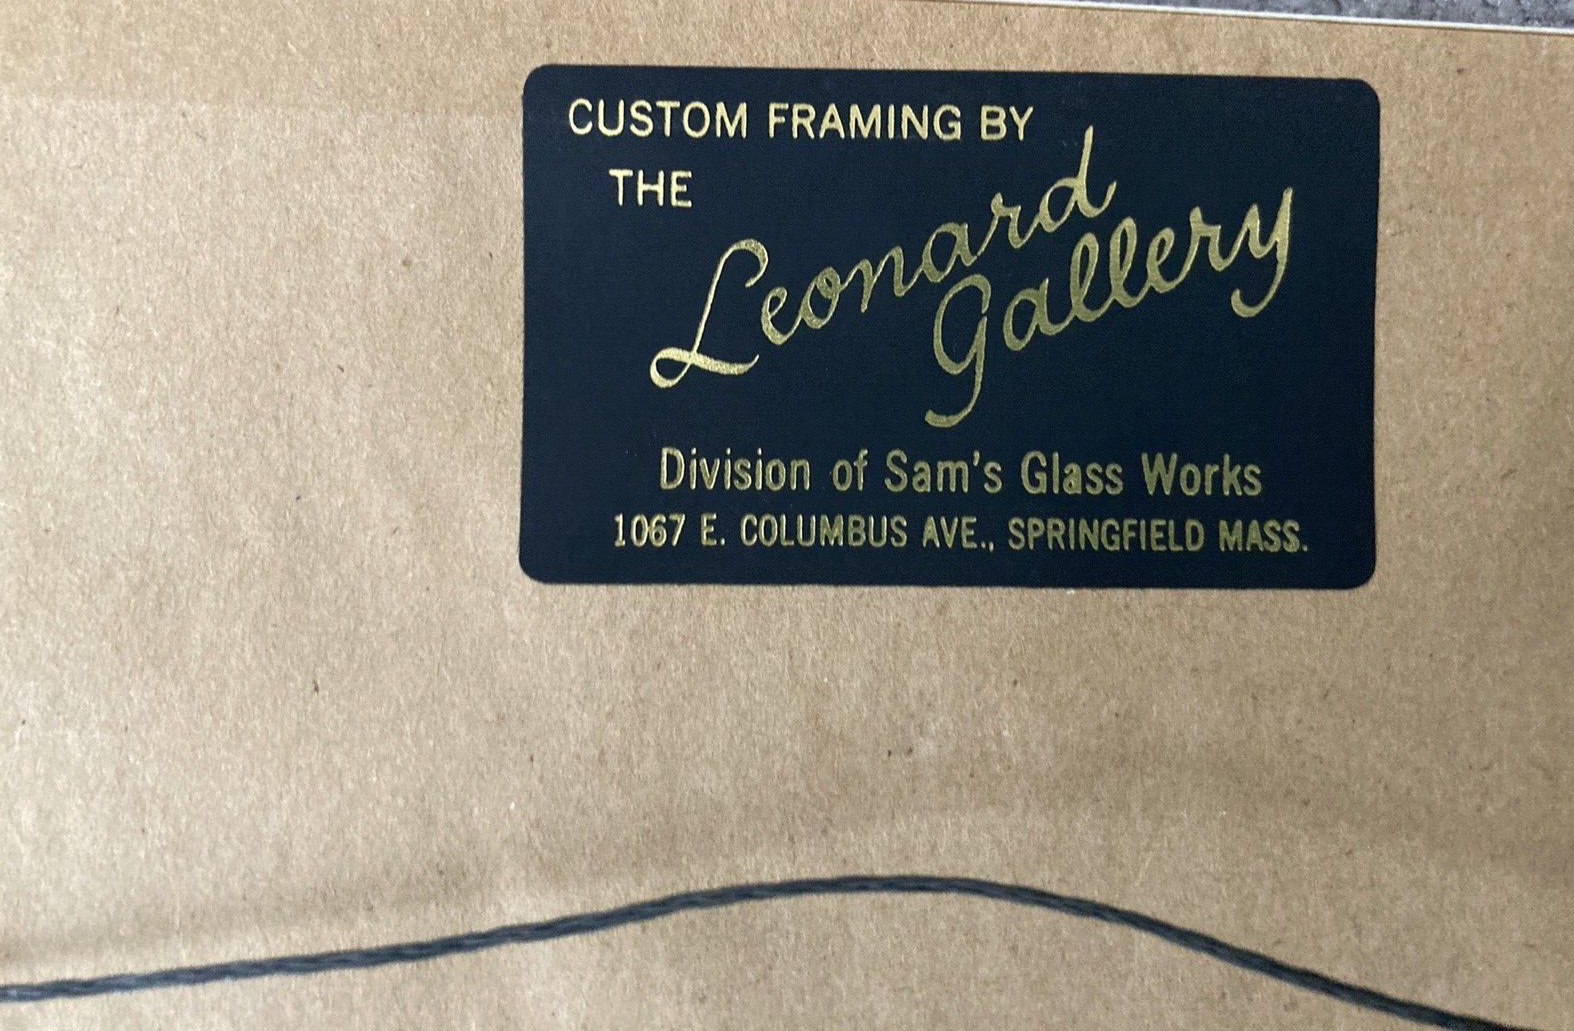 CUSTOM FRAMING BY
THE
Leonard
Gallery
Division of Sam's Glass Works
1067 E. COLUMBUS AVE., SPRINGFIELD MASS.